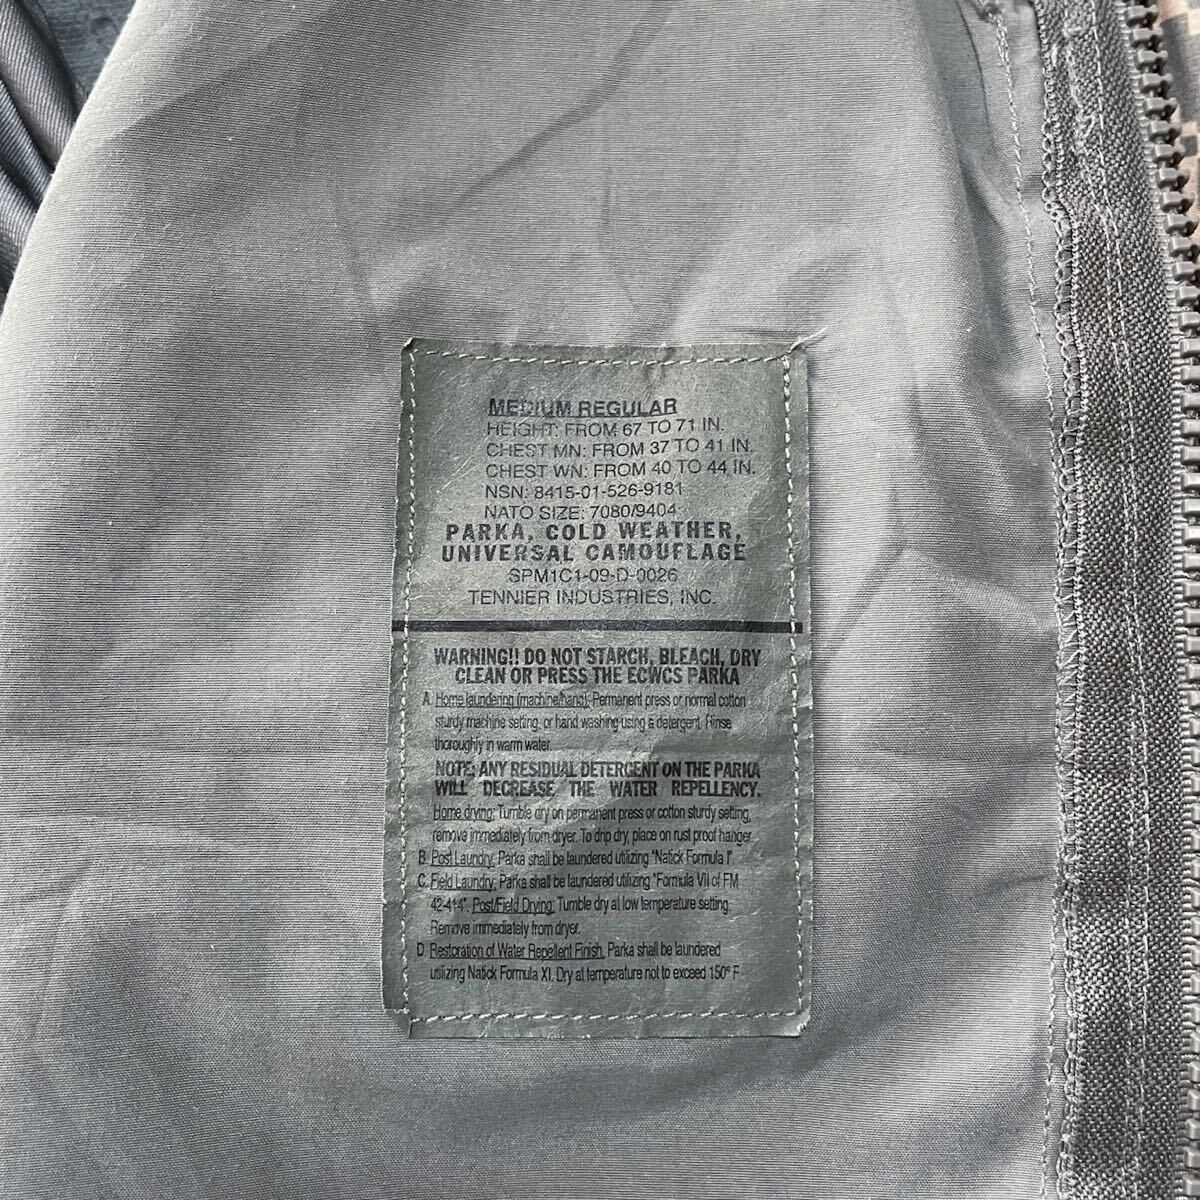 MEDIUM REGULAR
HEIGHT: FROM 67 TO 71 IN.
CHEST MN: FROM 37 TO 41 IN.
CHEST WN: FROM 40 TO 44 IN.
NSN: 8415-01-526-9181
NATO SIZE: 7080/9404
PARKA, COLD WEATHER,
UNIVERSAL CAMOUFLAGE
SPM1C1-09-D-0026
TENNIER INDUSTRIES, INC.
WARNING!! DO NOT STARCH, BLEACH, DRY
CLEAN OR PRESS THE ECWCS PARKA
A. Home laundering (machine/hand): Permanent press or normal cotton
sturdy machine setting, or hand washing using a detergent. Rinse
thoroughly in warm water.
NOTE: ANY RESIDUAL DETERGENT ON THE PARKA
WILL DECREASE THE WATER REPELLENCY.
Home drying: Tumble dry on permanent press or cotton sturdy setting,
remove immediately from dryer. To drip dry, place on rust proof hanger.
B. Post Laundry: Parka shall be laundered utilizing "Natick Formula I".
C. Field Laundry: Parka shall be laundered utilizing "Formula VII of FM
42-414". Post/Field Drying: Tumble dry at low temperature setting.
Remove immediately from dryer.
D. Restoration of Water Repellent Finish. Parka shall be laundered
utilizing Natick Formula XI. Dry at temperature not to exceed 150° F.